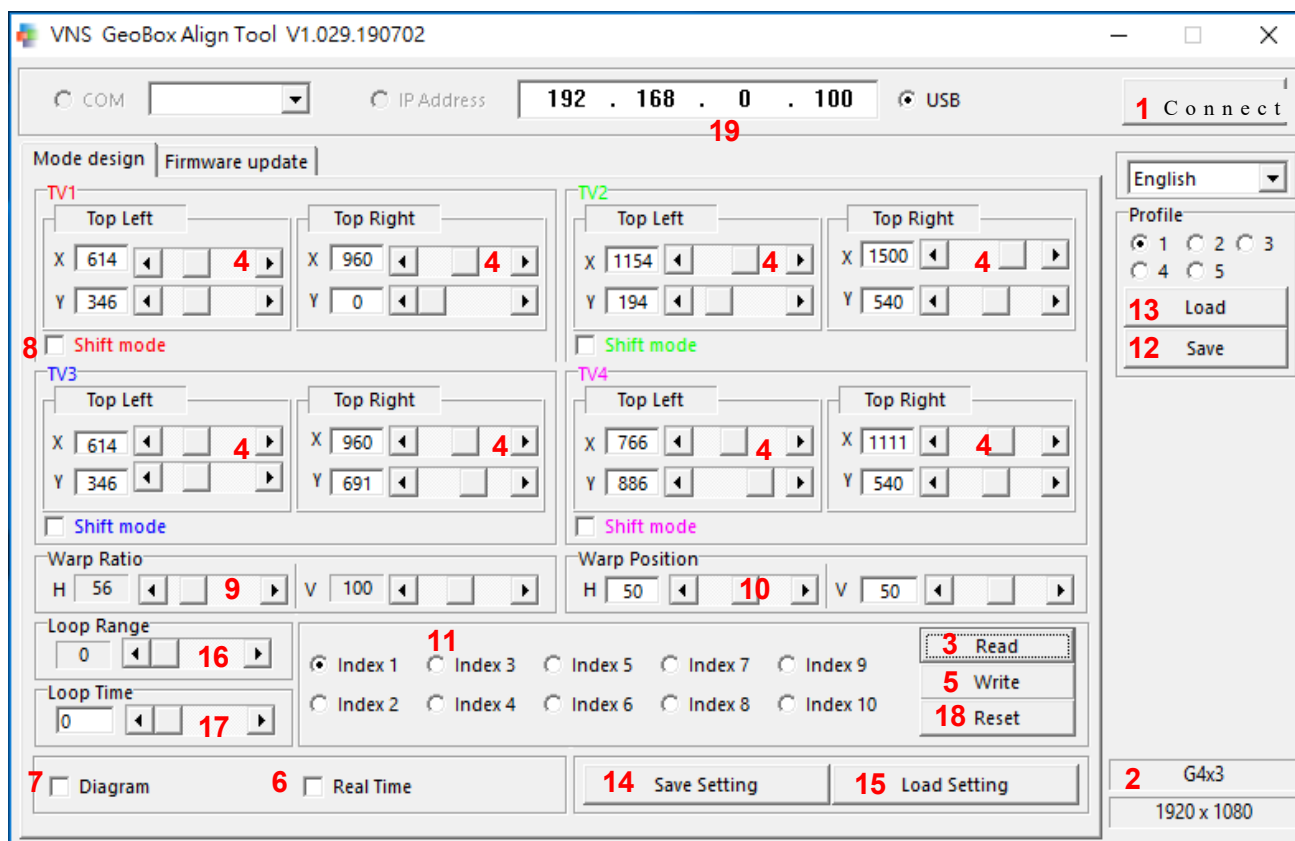 VNS GeoBox Align Tool V1.029.190702
COM IP Address 192 . 168 . 0 . 100 USB 1 Connect
19
Mode design Firmware update
English
TV1 TV2
Top Left Top Right Top Left Top Right
Profile
X 614 4 X 960 4 X 1154 4 X 1500 4
1 2 3
Y 346 Y 0 Y 194 Y 540
4 5
13 Load
8 Shift mode Shift mode
12 Save
TV3 TV4
Top Left Top Right Top Left Top Right
X 614 4 X 960 4 X 766 4 X 1111 4
Y 346 Y 691 Y 886 Y 540
Shift mode Shift mode
Warp Ratio Warp Position
H 56 9 V 100 H 50 10 V 50
Loop Range
0 16
11
Index 1 Index 3 Index 5 Index 7 Index 9
3 Read
5 Write
Loop Time
0 17
Index 2 Index 4 Index 6 Index 8 Index 10
18 Reset
7 Diagram 6 Real Time 14 Save Setting 15 Load Setting
2 G4x3
1920 x 1080